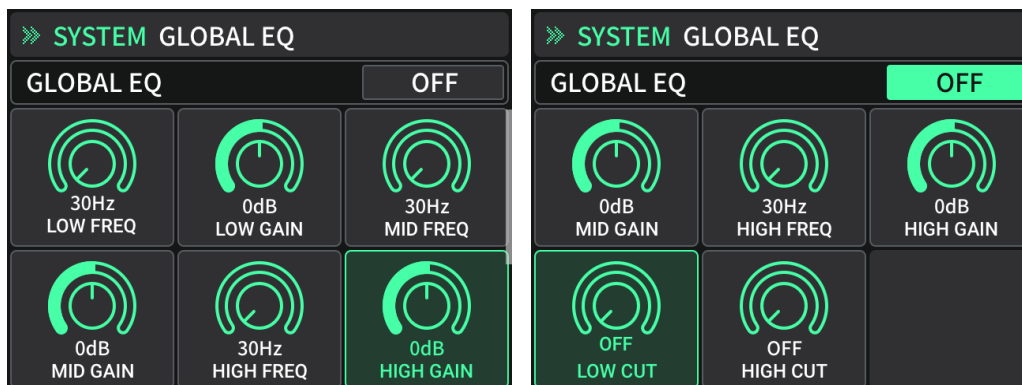 SYSTEM GLOBAL EQ
GLOBAL EQ OFF
30Hz 0dB 30Hz
LOW FREQ LOW GAIN MID FREQ
0dB 30Hz 0dB
MID GAIN HIGH FREQ HIGH GAIN
SYSTEM GLOBAL EQ
GLOBAL EQ OFF
0dB 30Hz 0dB
MID GAIN HIGH FREQ HIGH GAIN
OFF OFF
LOW CUT HIGH CUT